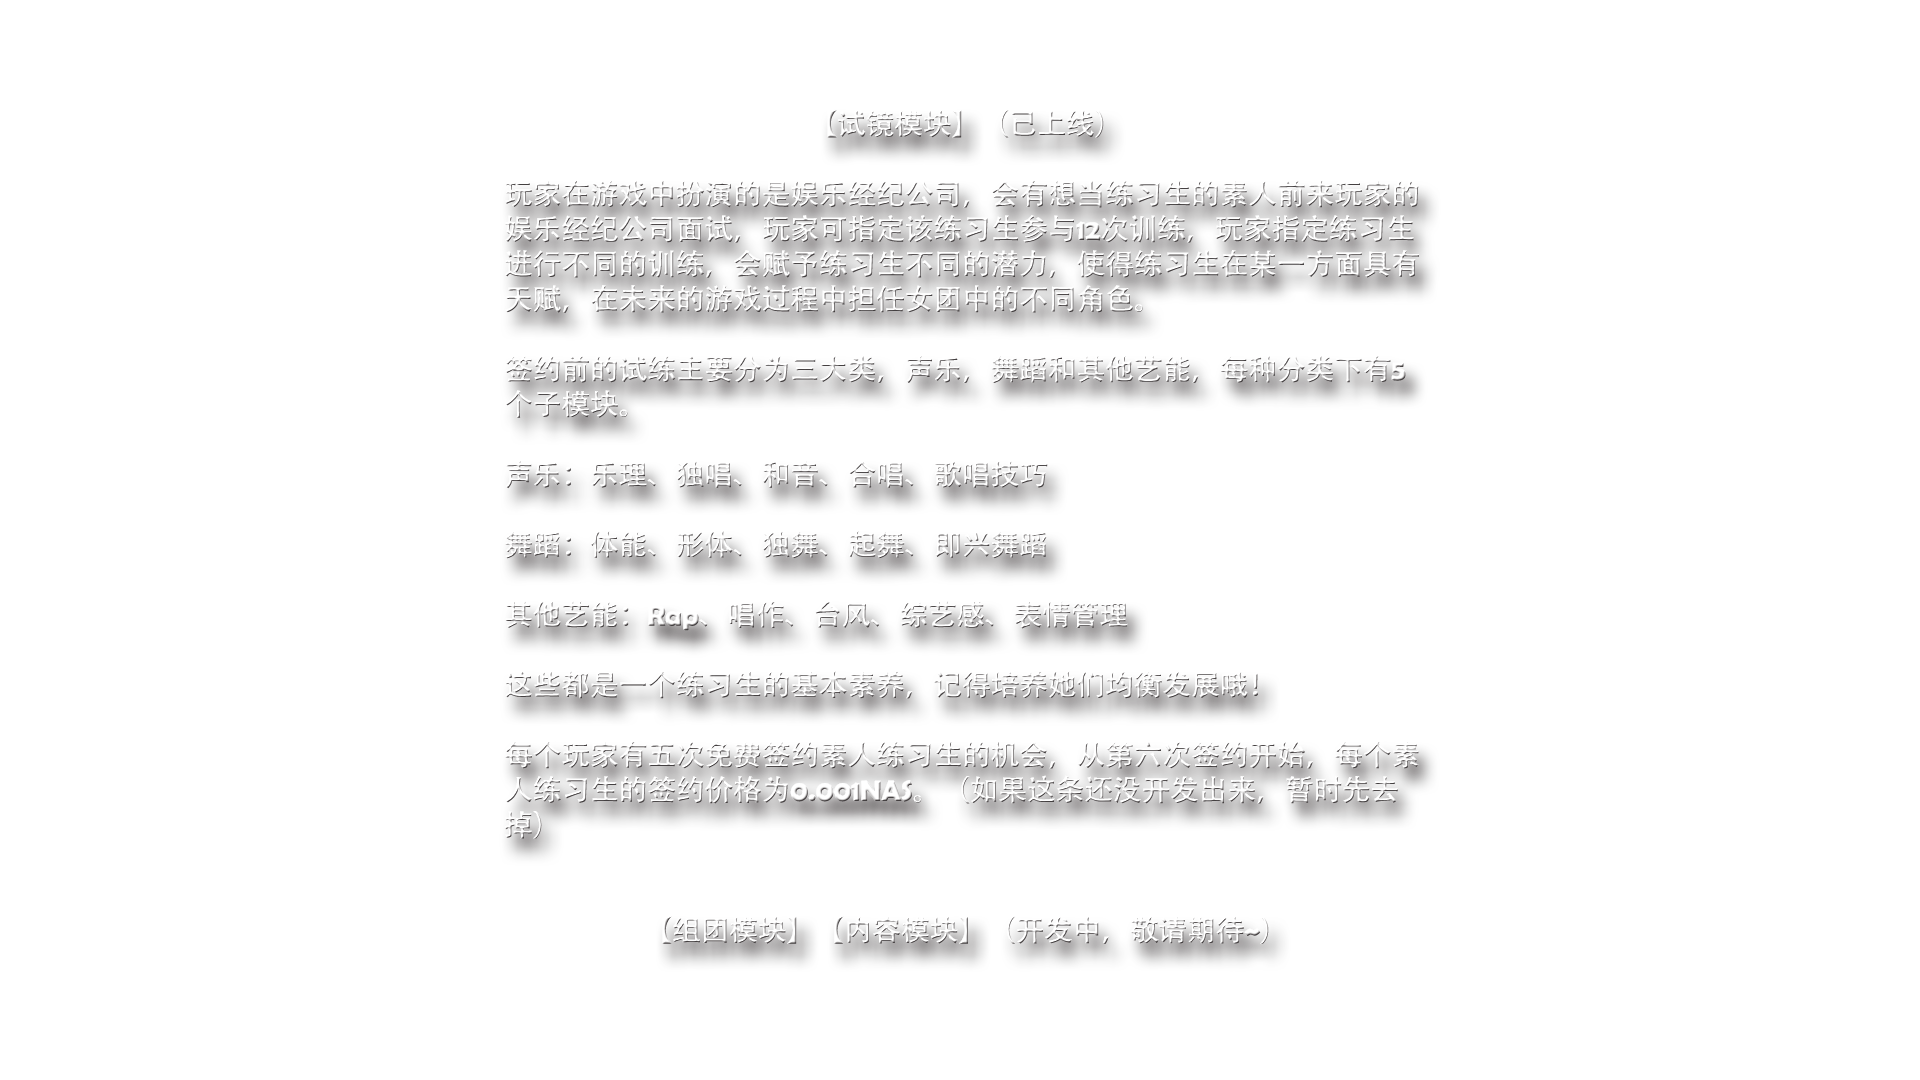 【试镜模块】（已上线）
玩家在游戏中扮演的是娱乐经纪公司，会有想当练习生的素人前来玩家的
娱乐经纪公司面试，玩家可指定该练习生参与12次训练，玩家指定练习生
进行不同的训练，会赋予练习生不同的潜力，使得练习生在某一方面具有
天赋，在未来的游戏过程中担任女团中的不同角色。
签约前的试练主要分为三大类，声乐，舞蹈和其他艺能，每种分类下有5
个子模块。
声乐：乐理、独唱、和音、合唱、歌唱技巧
舞蹈：体能、形体、独舞、起舞、即兴舞蹈
其他艺能：Rap、唱作、台风、综艺感、表情管理
这些都是一个练习生的基本素养，记得培养她们均衡发展哦！
每个玩家有五次免费签约素人练习生的机会，从第六次签约开始，每个素
人练习生的签约价格为0.001NAS。（如果这条还没开发出来，暂时先去
掉）
【组团模块】【内容模块】（开发中，敬请期待~）